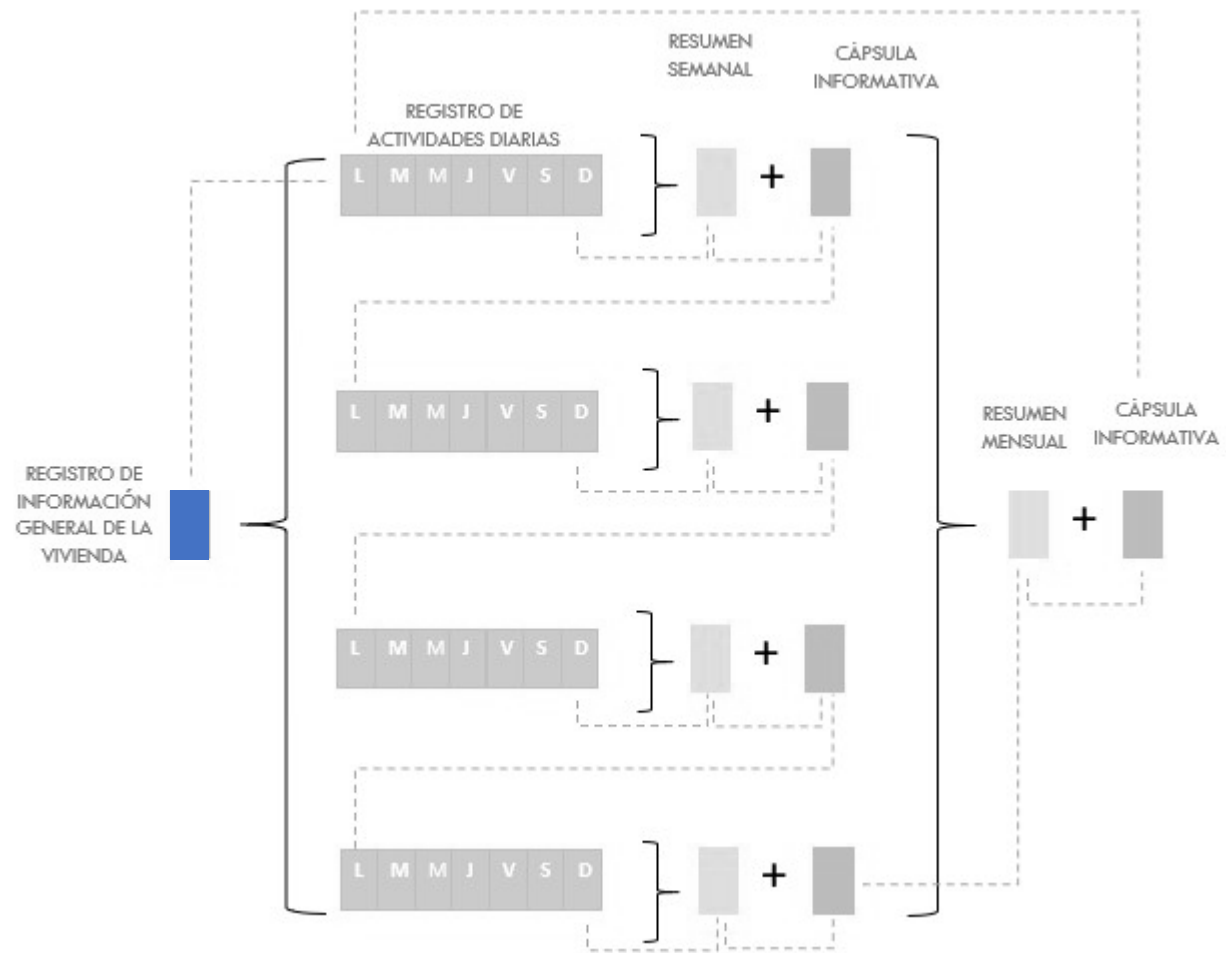 RESUMEN
SEMANAL
CÁPSULA
INFORMATIVA
REGISTRO DE
ACTIVIDADES DIARIAS
L M M J V S D
+
L M M J V S D
+
RESUMEN
MENSUAL
CÁPSULA
INFORMATIVA
REGISTRO DE
INFORMACIÓN
GENERAL DE LA
VIVIENDA
+
L M M J V S D
+
L M M J V S D
+